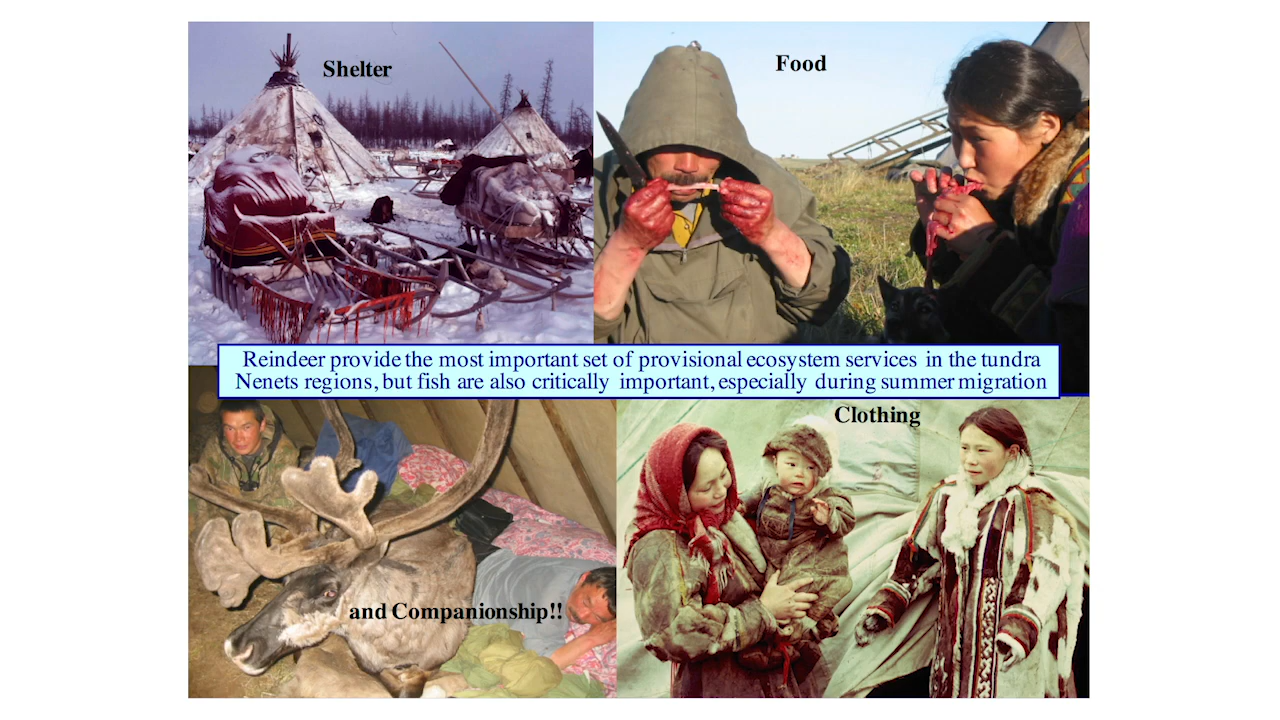 Shelter
Food
Reindeer provide the most important set of provisional ecosystem services in the tundra
Nenets regions, but fish are also critically important, especially during summer migration
Clothing
and Companionship!!